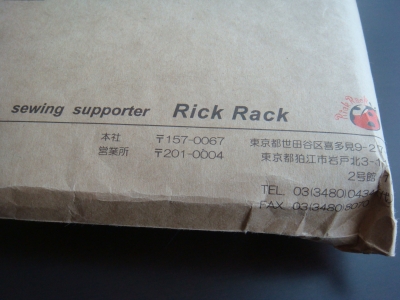 sewing supporter Rick Rack
本社 〒157-0067 東京都世田谷区喜多見9-2
営業所 〒201-0004 東京都狛江市岩戸北3-
2号館
TEL. 03(3480)043
FAX 03(3480)